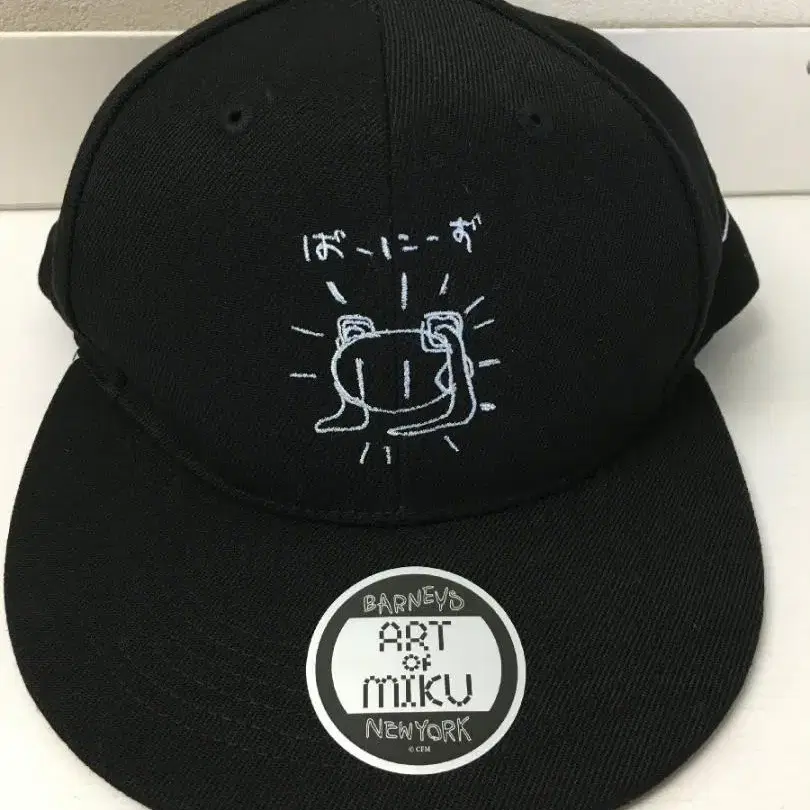 ばーにーず
BARNEYS
ART
OF
MIKU
NEWYORK
© CFM